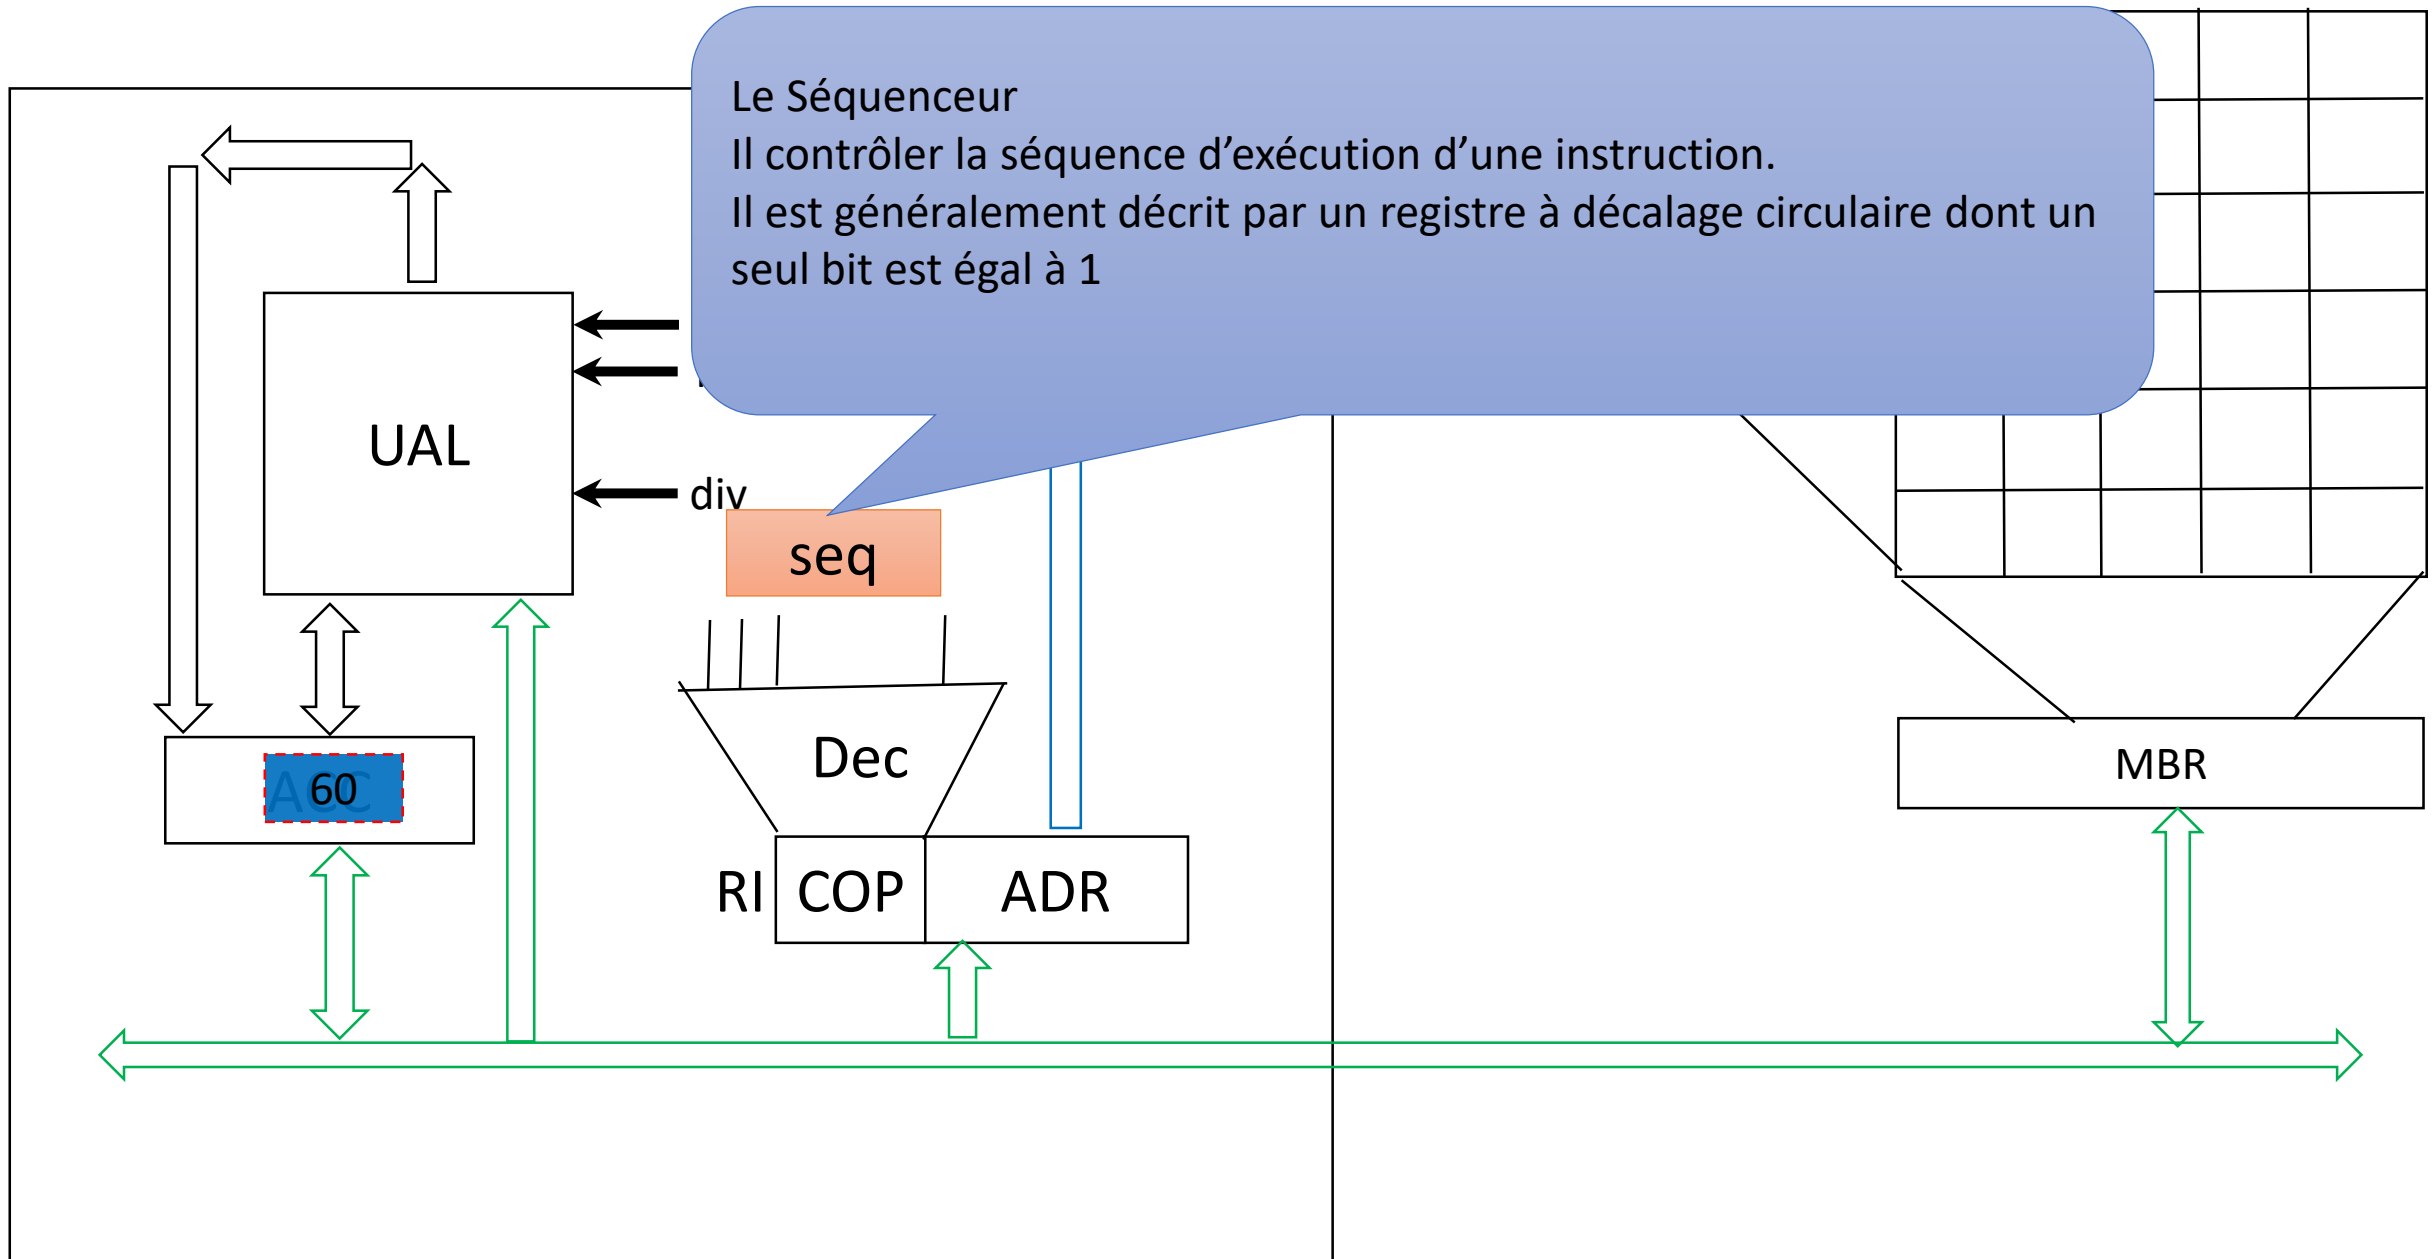 Le Séquenceur
Il contrôler la séquence d’exécution d’une instruction.
Il est généralement décrit par un registre à décalage circulaire dont un
seul bit est égal à 1
UAL
div
seq
Dec
ACC
60
MBR
RI COP ADR